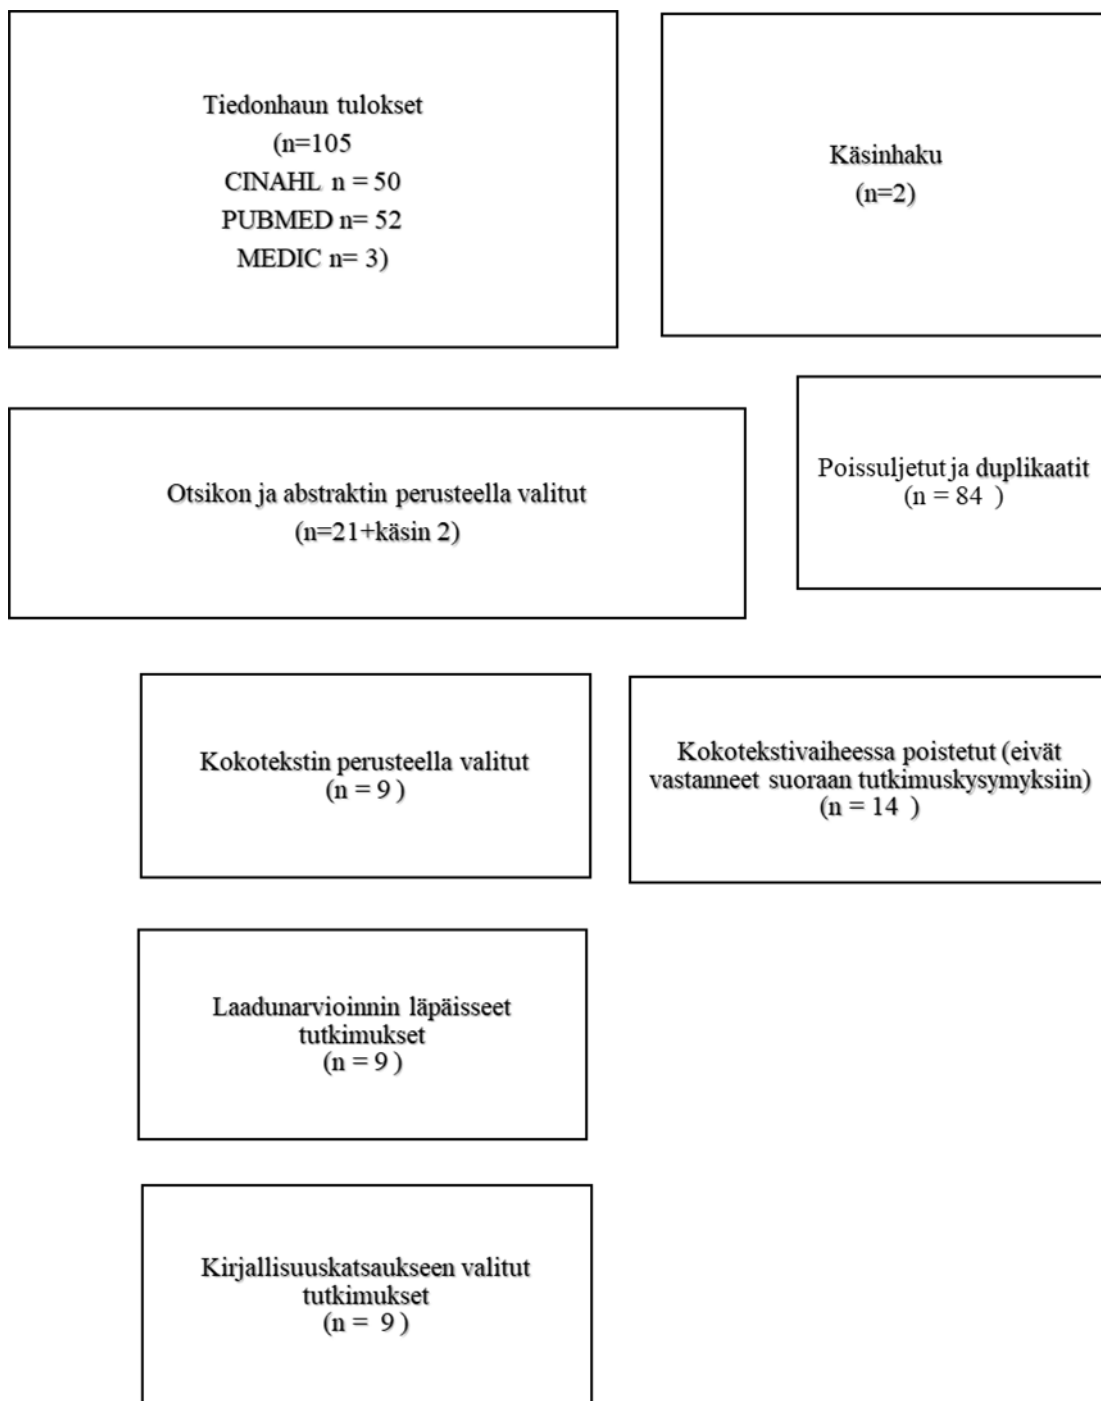 Tiedonhaun tulokset
(n=105
CINAHL n = 50
PUBMED n= 52
MEDIC n= 3)
Käsinhaku
(n=2)
Otsikon ja abstraktin perusteella valitut
(n=21+käsin 2)
Poissuljetut ja duplikaatit
(n = 84 )
Kokotekstin perusteella valitut
(n = 9 )
Kokotekstivaiheessa poistetut (eivät
vastanneet suoraan tutkimuskysymyksiin)
(n = 14 )
Laadunarvioinnin läpäisseet
tutkimukset
(n = 9 )
Kirjallisuuskatsaukseen valitut
tutkimukset
(n = 9 )